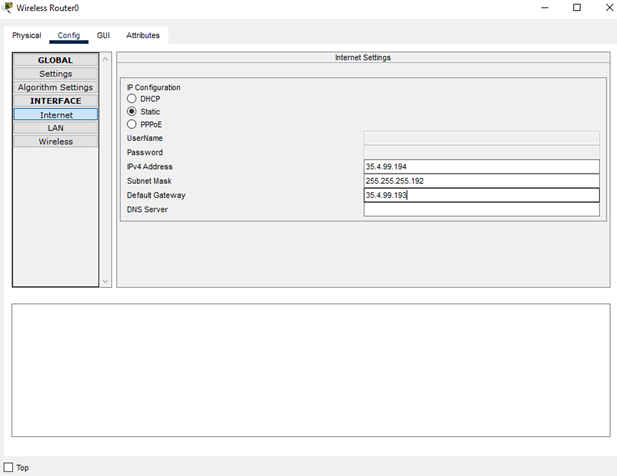 Wireless Router0
Physical Config GUI Attributes
GLOBAL
Settings
Algorithm Settings
INTERFACE
Internet
LAN
Wireless
Internet Settings
IP Configuration
DHCP
Static
PPPoE
UserName
Password
IPv4 Address 35.4.99.194
Subnet Mask 255.255.255.192
Default Gateway 35.4.99.193
DNS Server
Top